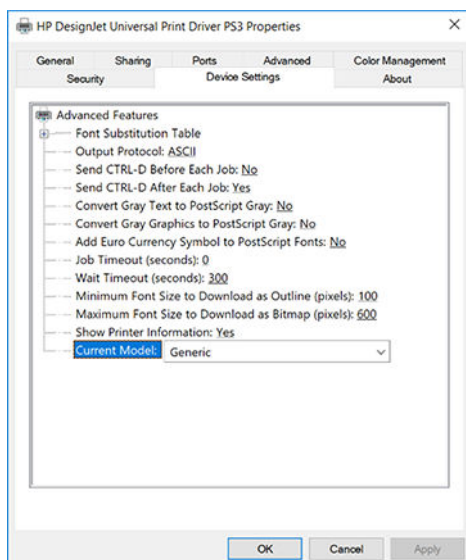 HP DesignJet Universal Print Driver PS3 Properties
General Sharing Ports Advanced Color Management
Security Device Settings About
Advanced Features
Font Substitution Table
Output Protocol: ASCII
Send CTRL-D Before Each Job: No
Send CTRL-D After Each Job: Yes
Convert Gray Text to PostScript Gray: No
Convert Gray Graphics to PostScript Gray: No
Add Euro Currency Symbol to PostScript Fonts: No
Job Timeout (seconds): 0
Wait Timeout (seconds): 300
Minimum Font Size to Download as Outline (pixels): 100
Maximum Font Size to Download as Bitmap (pixels): 600
Show Printer Information: Yes
Current Model: Generic
OK Cancel Apply